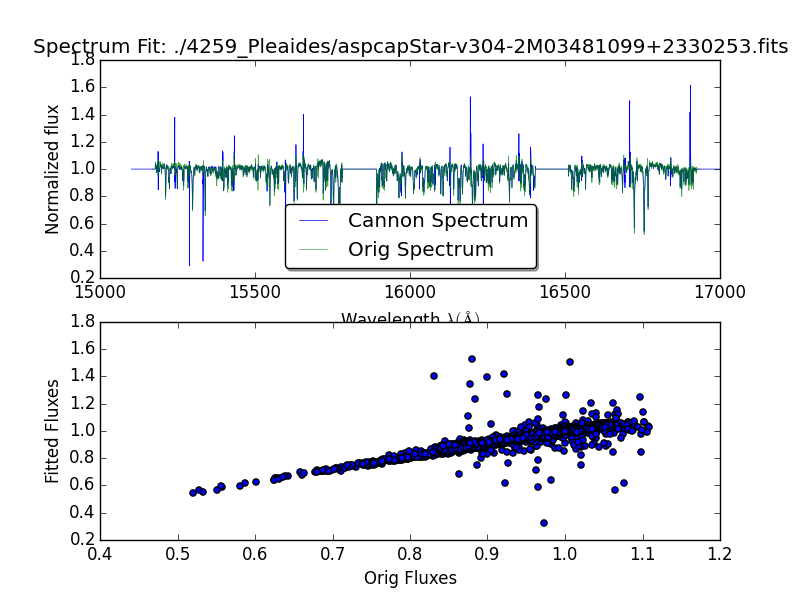 Spectrum Fit: ./4259_Pleaides/aspcapStar-v304-2M03481099+2330253.fits
1.8
1.6
1.4
1.2
1.0
0.8
0.6
0.4
0.2
Normalized flux
Cannon Spectrum
Orig Spectrum
15000 15500 16000 16500 17000
Wavelength λ(Å)
1.8
1.6
1.4
1.2
1.0
0.8
0.6
0.4
0.2
Fitted Fluxes
0.4 0.5 0.6 0.7 0.8 0.9 1.0 1.1 1.2
Orig Fluxes